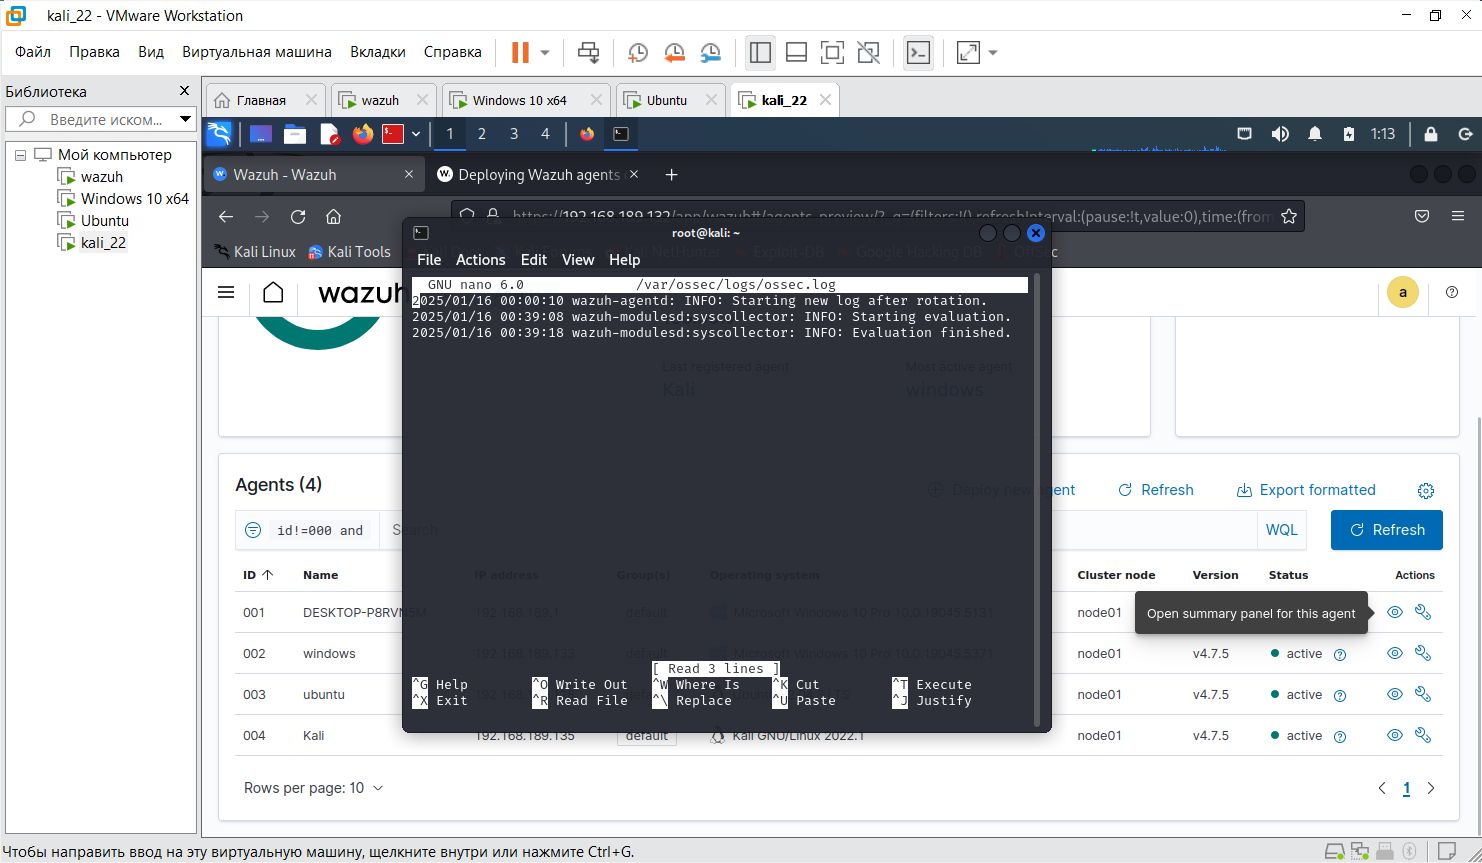 kali_22 - VMware Workstation
Файл Правка Вид Виртуальная машина Вкладки Справка
Библиотека
Введите иском...
Мой компьютер
wazuh
Windows 10 x64
Ubuntu
kali_22
Главная wazuh Windows 10 x64 Ubuntu kali_22
1 2 3 4 1:13
Wazuh - Wazuh Deploying Wazuh agents
https://192.168.189.132/app/wazuh#/agents-preview/?_g=(filters:!(),refreshInterval:(pause:!t,value:0),time:(from
Kali Linux Kali Tools Kali NetHunter Exploit-DB Google Hacking DB OffSec
root@kali: ~
File Actions Edit View Help
GNU nano 6.0 /var/ossec/logs/ossec.log
2025/01/16 00:00:10 wazuh-agentd: INFO: Starting new log after rotation.
2025/01/16 00:39:08 wazuh-modulesd:syscollector: INFO: Starting evaluation.
2025/01/16 00:39:18 wazuh-modulesd:syscollector: INFO: Evaluation finished.
[ Read 3 lines ]
^G Help ^O Write Out ^W Where Is ^K Cut ^T Execute
^X Exit ^R Read File ^\ Replace ^U Paste ^J Justify
wazuh
a
Last registered agent Most active agent
Kali windows
Agents (4)
Deploy new agent Refresh Export formatted
id!=000 and Search WQL Refresh
ID Name IP address Group(s) Operating system Cluster node Version Status Actions
001 DESKTOP-P8RVN5M 192.168.189.1 default Microsoft Windows 10 Pro 10.0.19045.5131 node01
Open summary panel for this agent
002 windows 192.168.189.133 default Microsoft Windows 10 Pro 10.0.19045.5371 node01 v4.7.5 active
003 ubuntu default node01 v4.7.5 active
004 Kali 192.168.189.135 default Kali GNU/Linux 2022.1 node01 v4.7.5 active
Rows per page: 10
1
Чтобы направить ввод на эту виртуальную машину, щелкните внутри или нажмите Ctrl+G.